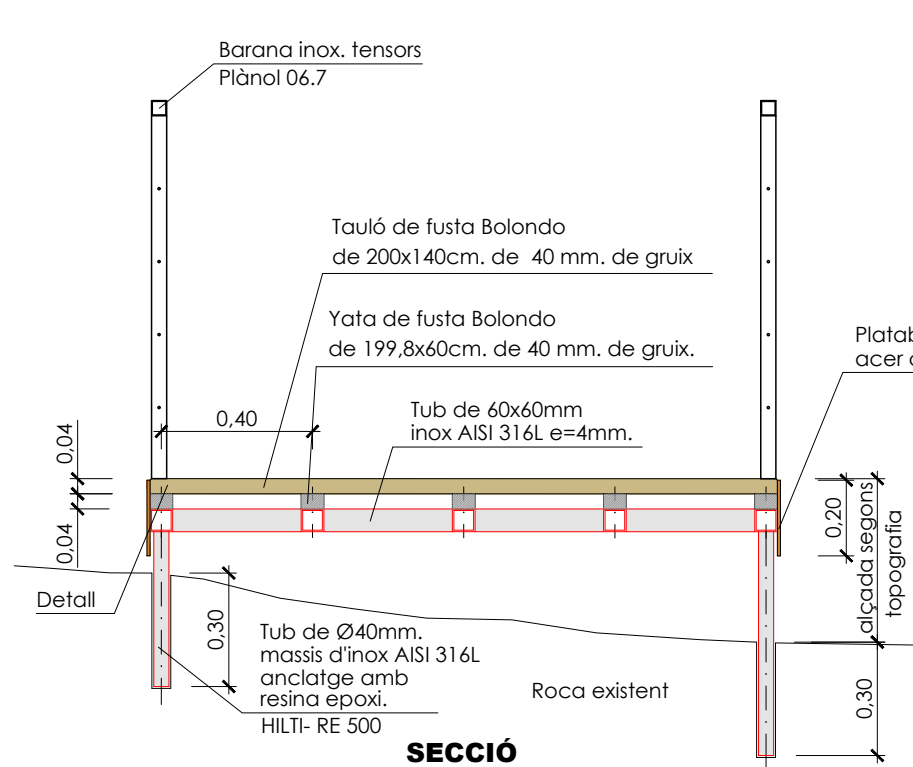 Barana inox. tensors
Plànol 06.7
Tauló de fusta Bolondo
de 200x140cm. de 40 mm. de gruix
Yata de fusta Bolondo
de 199,8x60cm. de 40 mm. de gruix.
Platab
acer
0,40
Tub de 60x60mm
inox AISI 316L e=4mm.
0,04
0,04
0,20
alçada segons
topografia
Detall
0,30
Tub de Ø40mm.
massis d'inox AISI 316L
anclatge amb
resina epoxi.
HILTI- RE 500
Roca existent
0,30
SECCIÓ